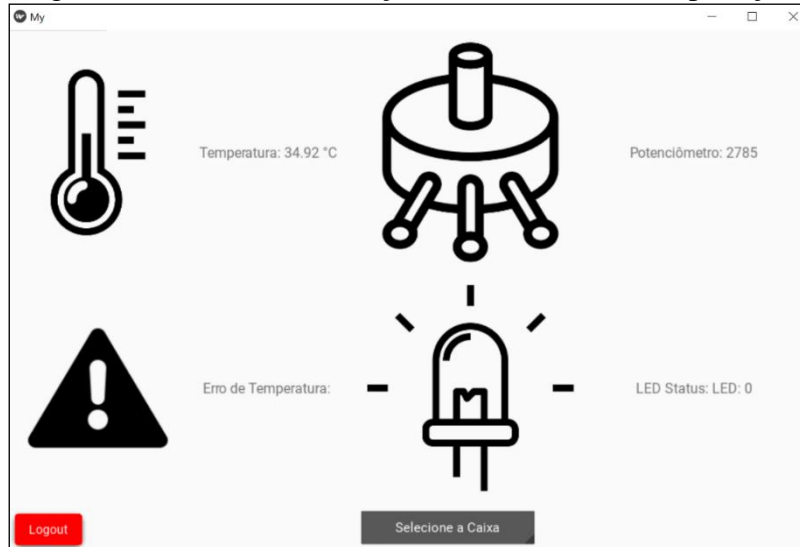 My
Temperatura: 34.92 °C
Potenciômetro: 2785
Erro de Temperatura:
LED Status: LED: 0
Logout
Selecione a Caixa